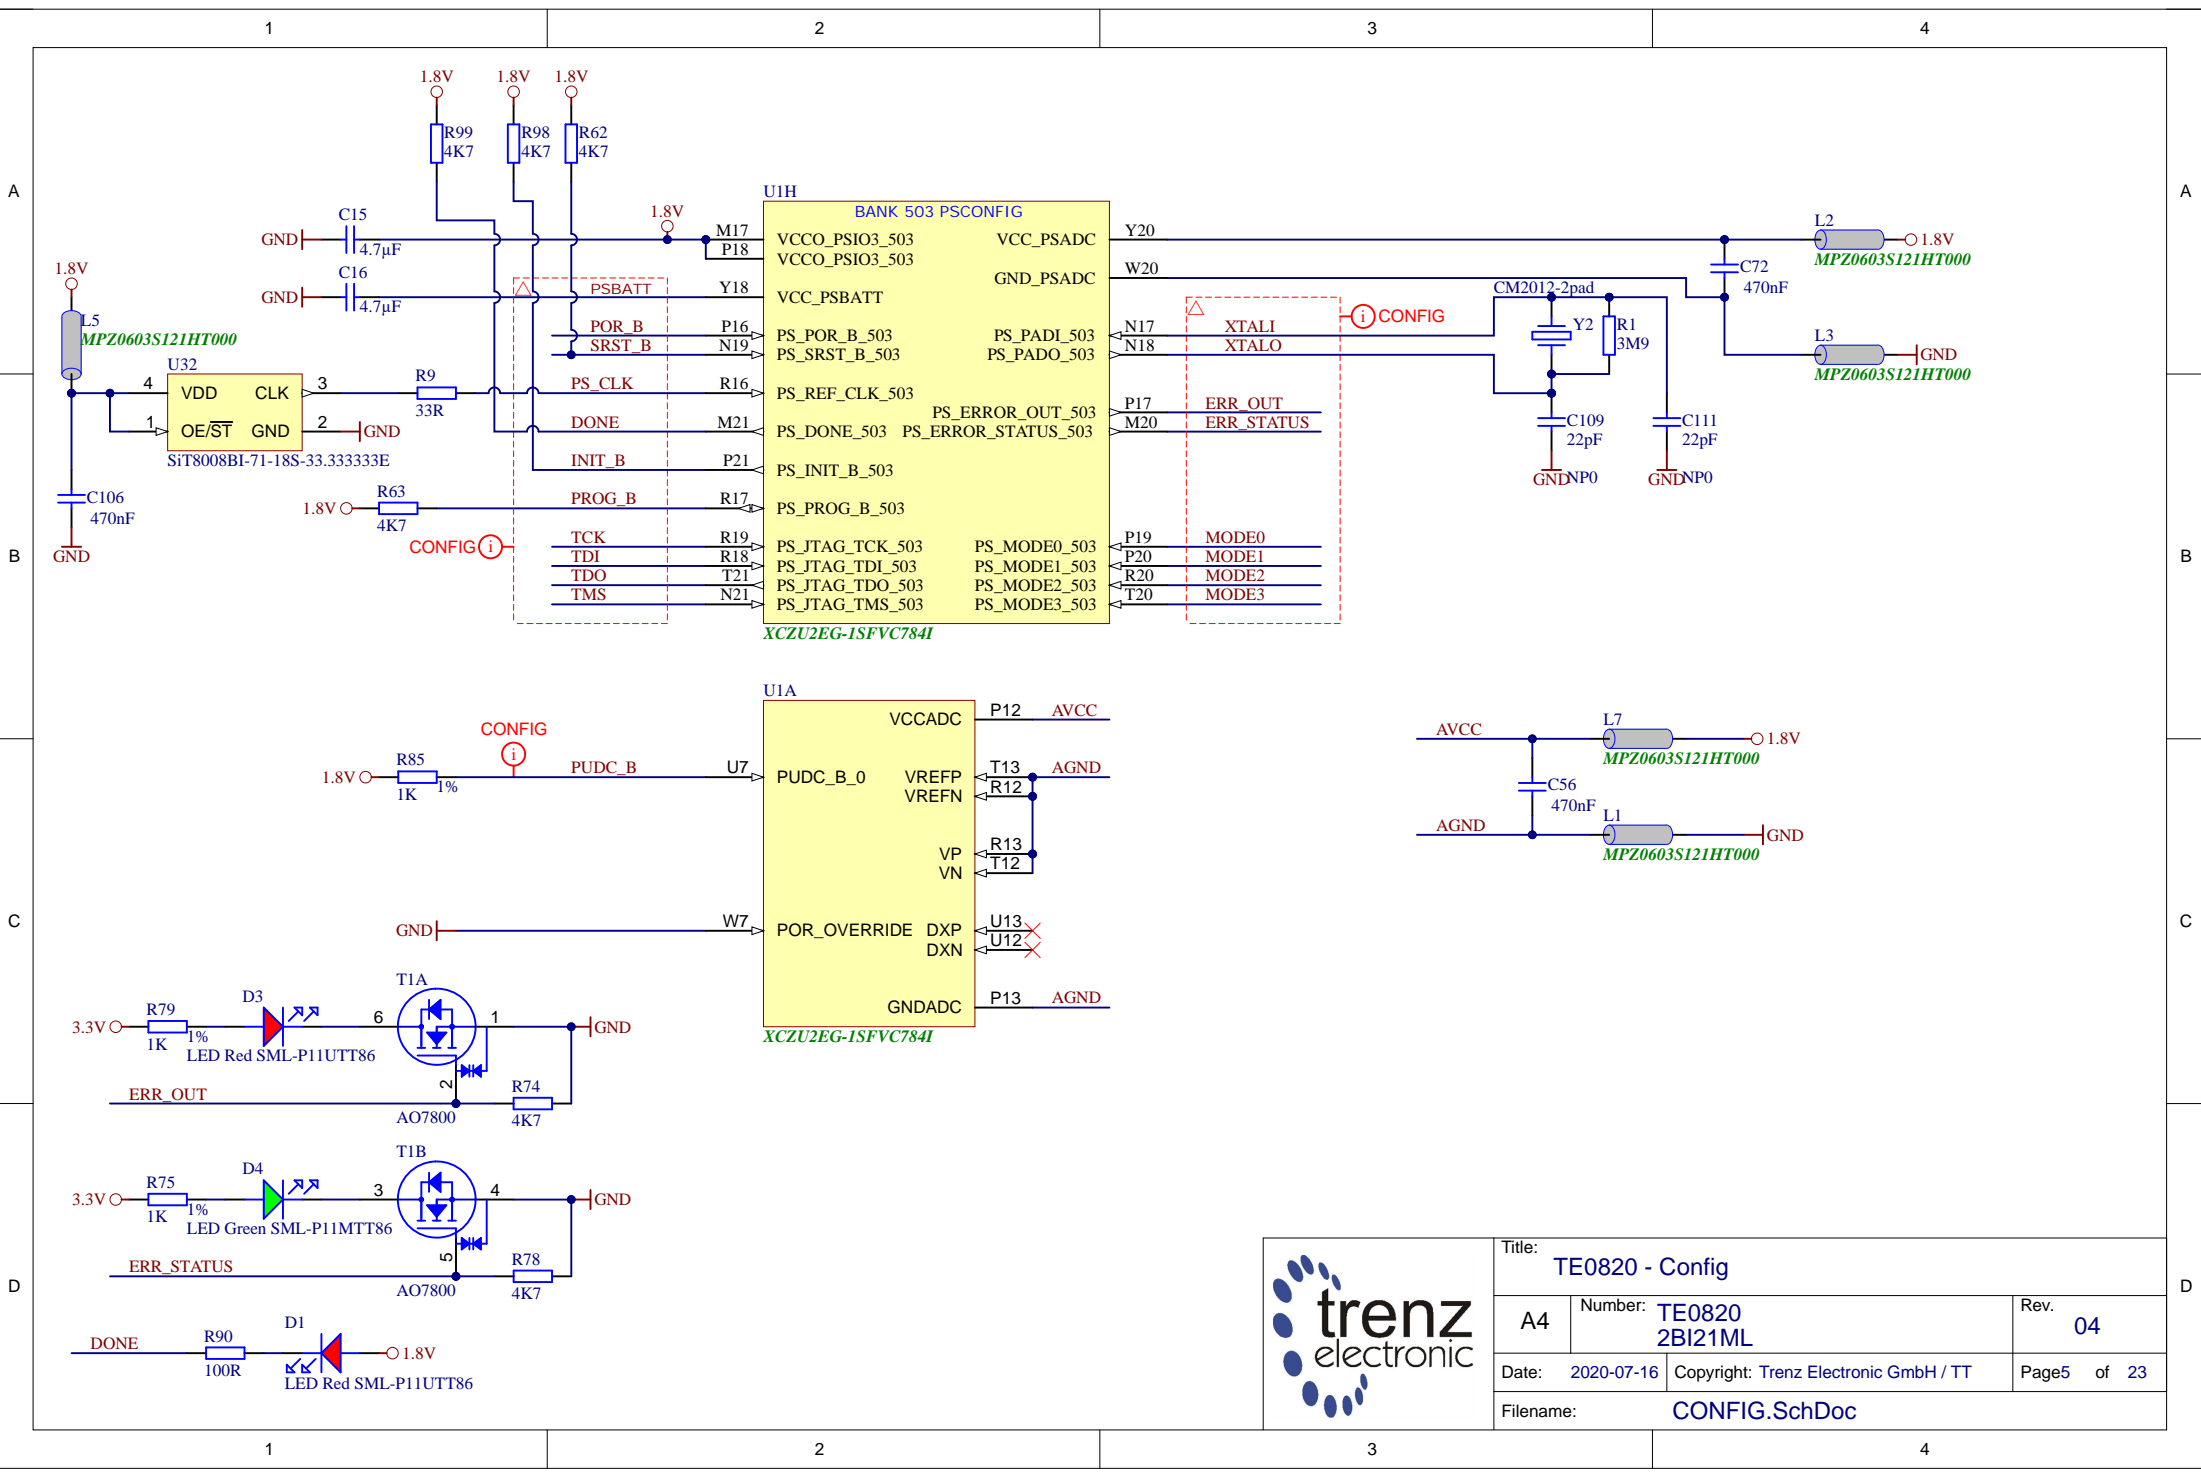 1 2 3 4
A A
B B
C C
D D
1 2 3 4
1.8V 1.8V 1.8V
R99
4K7
R98
4K7
R62
4K7
GND C15 4.7µF
1.8V
GND C16 4.7µF
1.8V
L5
MPZ0603S121HT000
U32
4 VDD CLK 3
1 OE/ST GND 2 GND
SiT8008BI-71-18S-33.333333E
C106
470nF
GND
R9
33R
1.8V R63
4K7
CONFIG i
PSBATT
POR_B
SRST_B
PS_CLK
DONE
INIT_B
PROG_B
TCK
TDI
TDO
TMS
U1H
BANK 503 PSCONFIG
M17 VCCO_PSIO3_503
P18 VCCO_PSIO3_503
Y18 VCC_PSBATT
P16 PS_POR_B_503
N19 PS_SRST_B_503
R16 PS_REF_CLK_503
M21 PS_DONE_503
P21 PS_INIT_B_503
R17 PS_PROG_B_503
R19 PS_JTAG_TCK_503
R18 PS_JTAG_TDI_503
T21 PS_JTAG_TDO_503
N21 PS_JTAG_TMS_503
VCC_PSADC Y20
GND_PSADC W20
PS_PADI_503 N17 XTALI
PS_PADO_503 N18 XTALO
PS_ERROR_OUT_503 P17 ERR_OUT
PS_ERROR_STATUS_503 M20 ERR_STATUS
PS_MODE0_503 P19 MODE0
PS_MODE1_503 P20 MODE1
PS_MODE2_503 R20 MODE2
PS_MODE3_503 T20 MODE3
XCZU2EG-1SFVC784I
i CONFIG
CM2012-2pad
Y2
R1
3M9
C109
22pF
GND NP0
C111
22pF
GND NP0
C72
470nF
L2
1.8V
MPZ0603S121HT000
L3
GND
MPZ0603S121HT000
U1A
VCCADC P12 AVCC
U7 PUDC_B_0
VREFP T13 AGND
VREFN R12
VP R13
VN T12
W7 POR_OVERRIDE
DXP U13
DXN U12
GNDADC P13 AGND
XCZU2EG-1SFVC784I
CONFIG
i
1.8V R85 1K 1% PUDC_B
GND
AVCC L7 1.8V
MPZ0603S121HT000
C56
470nF
AGND L1 GND
MPZ0603S121HT000
T1A
3.3V R79 1K 1% D3 6 1 GND
LED Red SML-P11UTT86
2
ERR_OUT
AO7800
R74
4K7
T1B
3.3V R75 1K 1% D4 3 4 GND
LED Green SML-P11MTT86
5
ERR_STATUS
AO7800
R78
4K7
DONE R90 100R D1 1.8V
LED Red SML-P11UTT86
trenz
electronic
Title:
TE0820 - Config
A4
Number: TE0820
2BI21ML
Rev.
04
Date: 2020-07-16 Copyright: Trenz Electronic GmbH / TT Page5 of 23
Filename: CONFIG.SchDoc